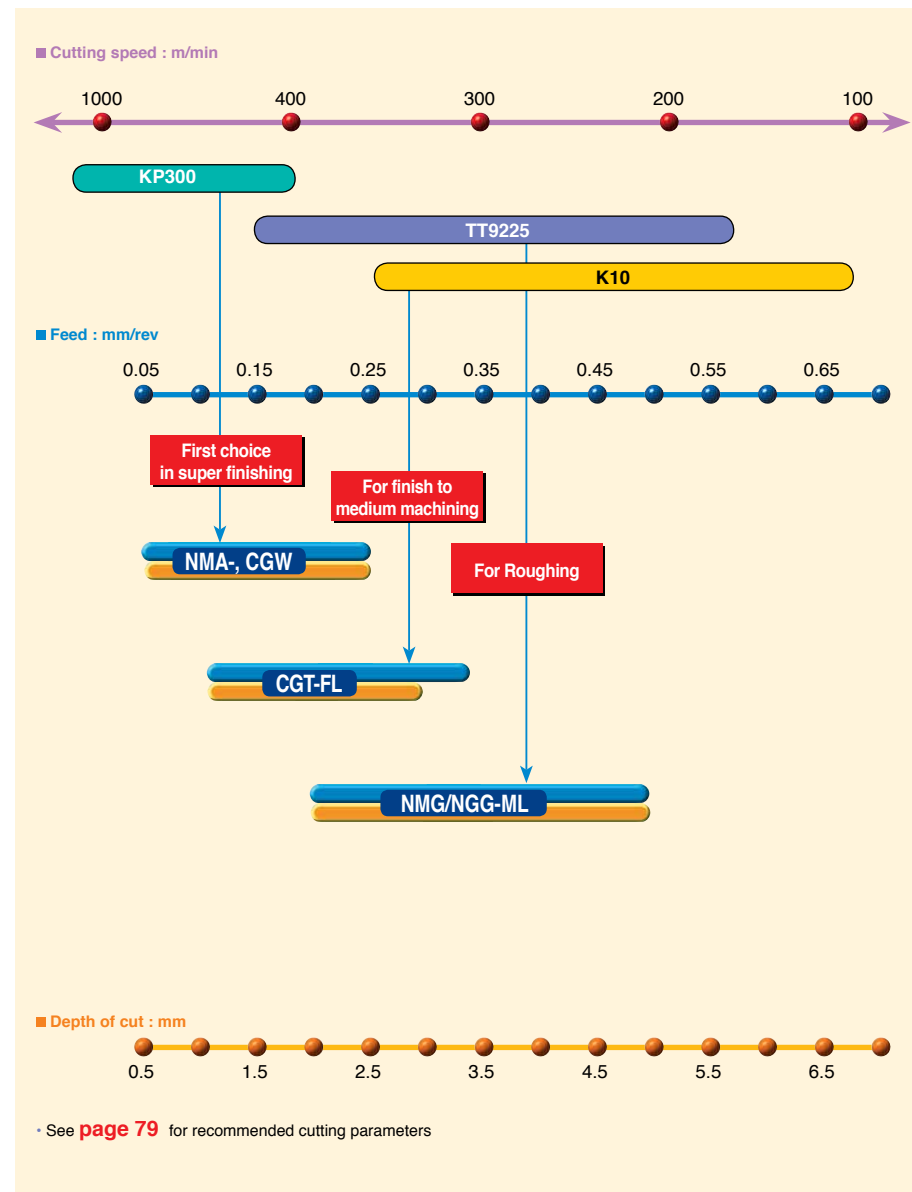 Cutting speed : m/min
1000 400 300 200 100
KP300
TT9225
K10
Feed : mm/rev
0.05 0.15 0.25 0.35 0.45 0.55 0.65
First choice
in super finishing
For finish to
medium machining
NMA-, CGW
For Roughing
CGT-FL
NMG/NGG-ML
Depth of cut : mm
0.5 1.5 2.5 3.5 4.5 5.5 6.5
• See page 79 for recommended cutting parameters